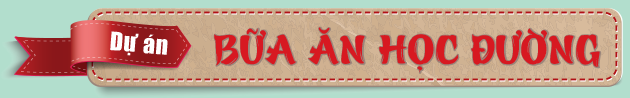 Dự án
BỮA ĂN HỌC ĐƯỜNG